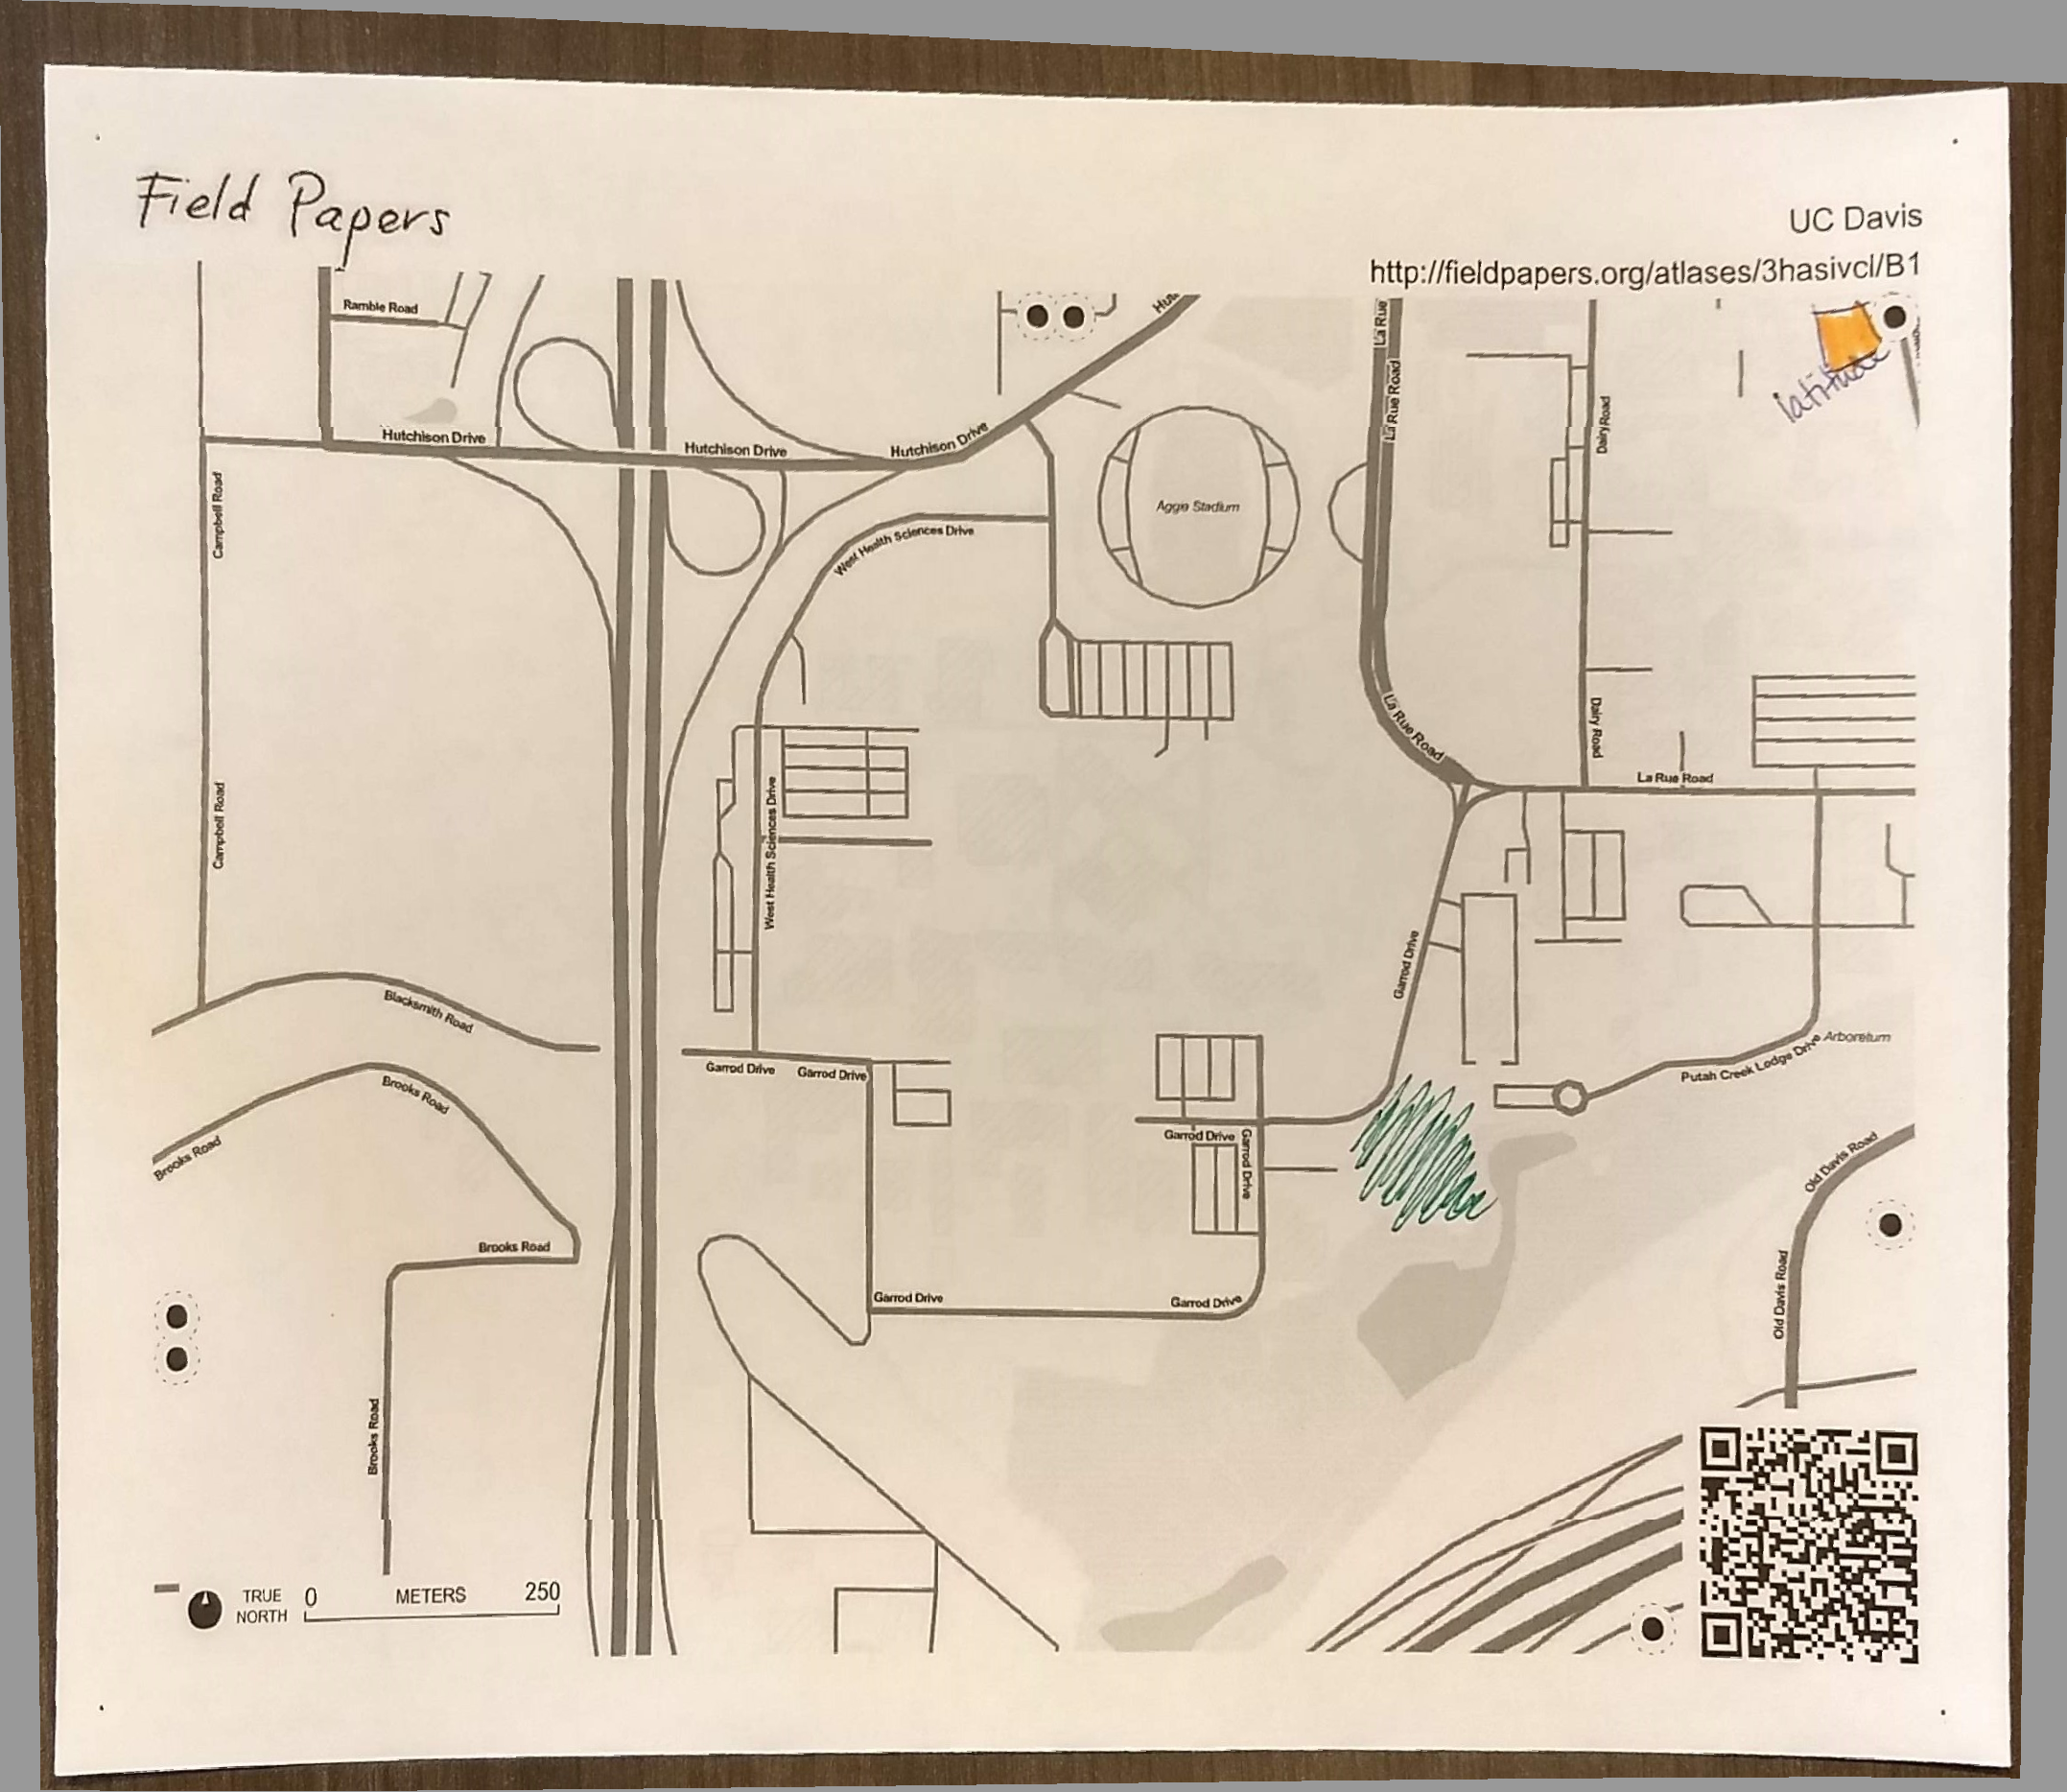 Field Papers
UC Davis
http://fieldpapers.org/atlases/3hasivcl/B1
Ramble Road
La Rue
La Rue Road
latitude
Dairy Road
Hutchison Drive
Hutchison Drive
Hutchison Drive
Campbell Road
Aggie Stadium
West Health Sciences Drive
La Rue Road
Dairy Road
La Rue Road
Campbell Road
West Health Sciences Drive
Garrod Drive
Blacksmith Road
Arboretum
Putah Creek Lodge Drive
Garrod Drive
Garrod Drive
Brooks Road
Brooks Road
Garrod Drive
Garrod Drive
Old Davis Road
Brooks Road
Old Davis Road
Garrod Drive
Garrod Drive
Brooks Road
TRUE NORTH
0 METERS 250